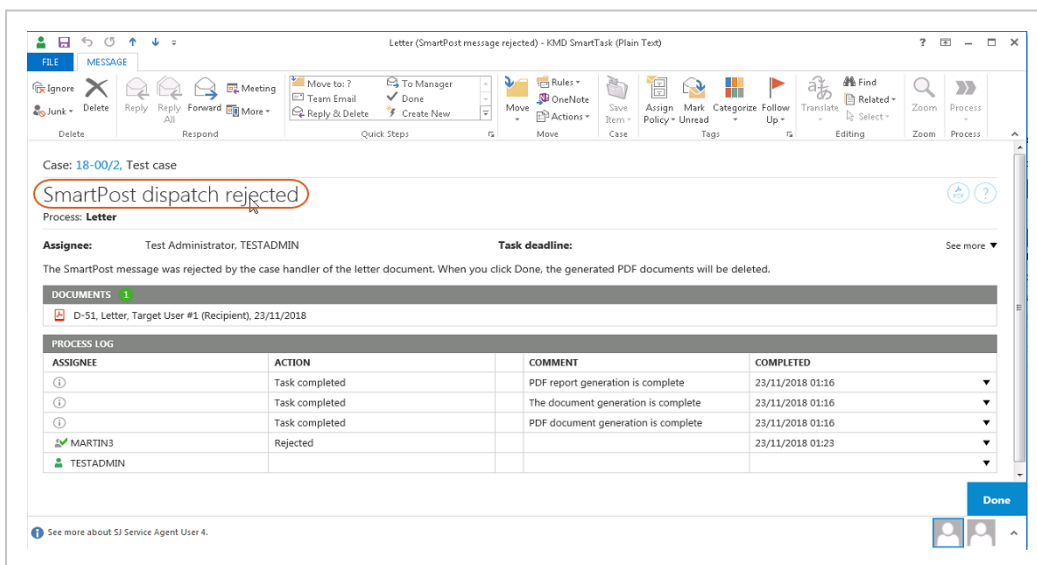 Letter (SmartPost message rejected) - KMD SmartTask (Plain Text)
FILE MESSAGE
Ignore Junk Delete Reply Reply All Forward Meeting More
Move to: ? Team Email Reply & Delete To Manager Done Create New
Move Rules OneNote Actions Save Item Assign Policy Mark Unread Categorize Follow Up
Translate Find Related Select Zoom Process
Delete Respond Quick Steps Move Case Tags Editing Zoom Process
Case: 18-00/2, Test case
SmartPost dispatch rejected
PDF ?
Process: Letter
Assignee: Test Administrator, TESTADMIN Task deadline: See more
The SmartPost message was rejected by the case handler of the letter document. When you click Done, the generated PDF documents will be deleted.
DOCUMENTS 1
D-51, Letter, Target User #1 (Recipient), 23/11/2018
PROCESS LOG
ASSIGNEE ACTION COMMENT COMPLETED
Task completed PDF report generation is complete 23/11/2018 01:16
Task completed The document generation is complete 23/11/2018 01:16
Task completed PDF document generation is complete 23/11/2018 01:16
MARTIN3 Rejected 23/11/2018 01:23
TESTADMIN
Done
See more about SJ Service Agent User 4.